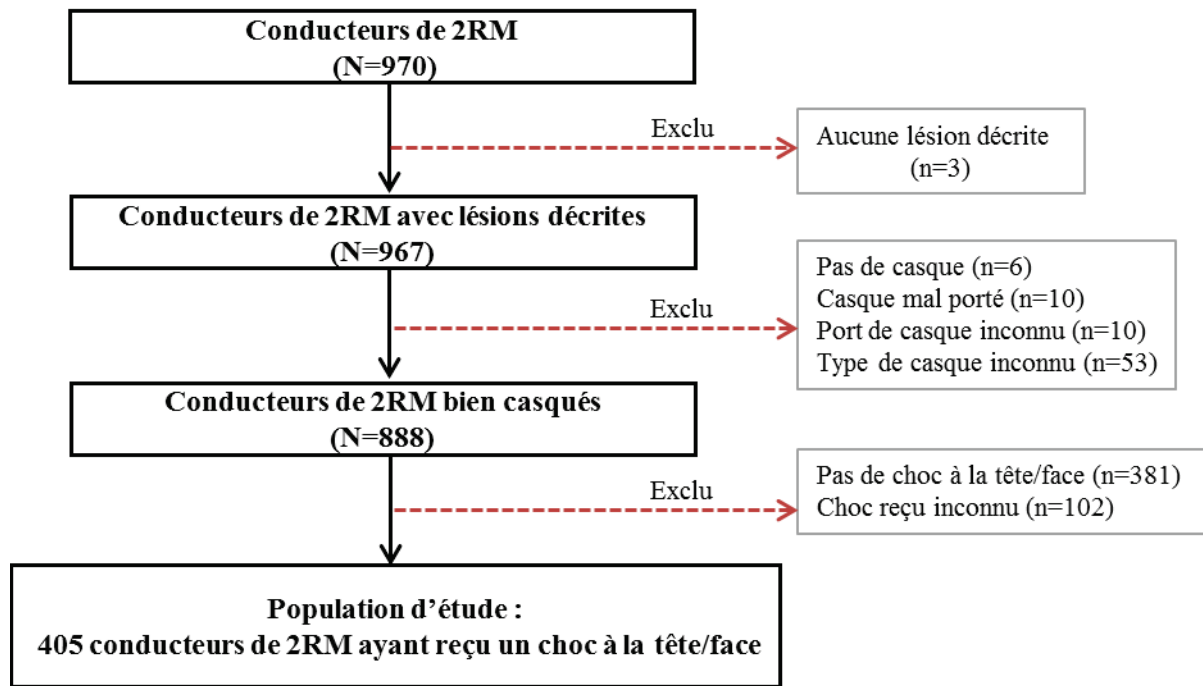 Conducteurs de 2RM
(N=970)
Exclu
Aucune lésion décrite
(n=3)
Conducteurs de 2RM avec lésions décrites
(N=967)
Exclu
Pas de casque (n=6)
Casque mal porté (n=10)
Port de casque inconnu (n=10)
Type de casque inconnu (n=53)
Conducteurs de 2RM bien casqués
(N=888)
Exclu
Pas de choc à la tête/face (n=381)
Choc reçu inconnu (n=102)
Population d’étude :
405 conducteurs de 2RM ayant reçu un choc à la tête/face